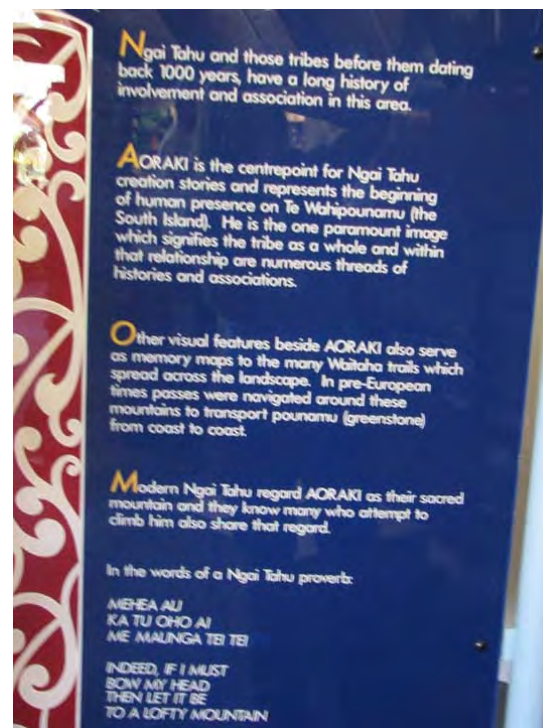 Ngai Tahu and those tribes before them dating
back 1000 years, have a long history of
involvement and association in this area.
AORAKI is the centrepoint for Ngai Tahu
creation stories and represents the beginning
of human presence on Te Wahipounamu (the
South Island). He is the one paramount image
which signifies the tribe as a whole and within
that relationship are numerous threads of
histories and associations.
Other visual features beside AORAKI also serve
as memory maps to the many Waitaha trails which
spread across the landscape. In pre-European
times passes were navigated around these
mountains to transport pounamu (greenstone)
from coast to coast.
Modern Ngai Tahu regard AORAKI as their sacred
mountain and they know many who attempt to
climb him also share that regard.
In the words of a Ngai Tahu proverb:
MEHEA AU
KA TU OHO AI
ME MAUNGA TEI TEI
INDEED, IF I MUST
BOW MY HEAD
THEN LET IT BE
TO A LOFTY MOUNTAIN